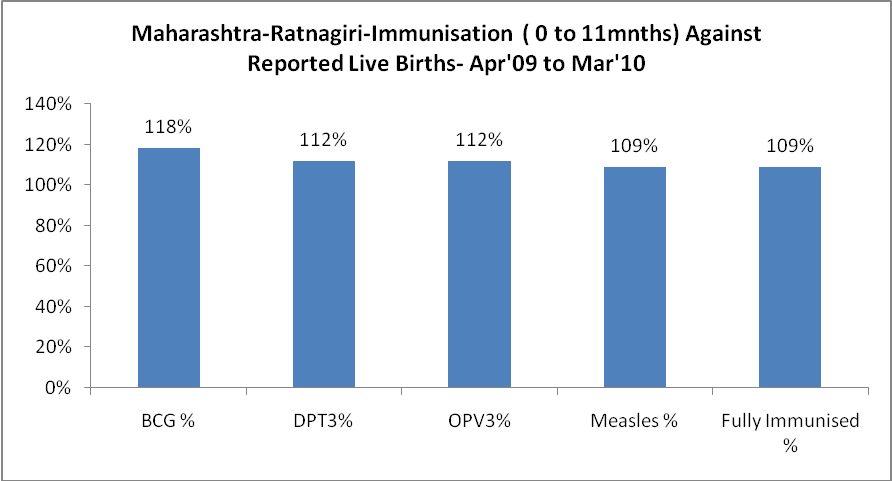 Maharashtra-Ratnagiri-Immunisation ( 0 to 11mnths) Against
Reported Live Births- Apr'09 to Mar'10
140%
120%
100%
80%
60%
40%
20%
0%
118%
112%
112%
109%
109%
BCG %
DPT3%
OPV3%
Measles %
Fully Immunised
%